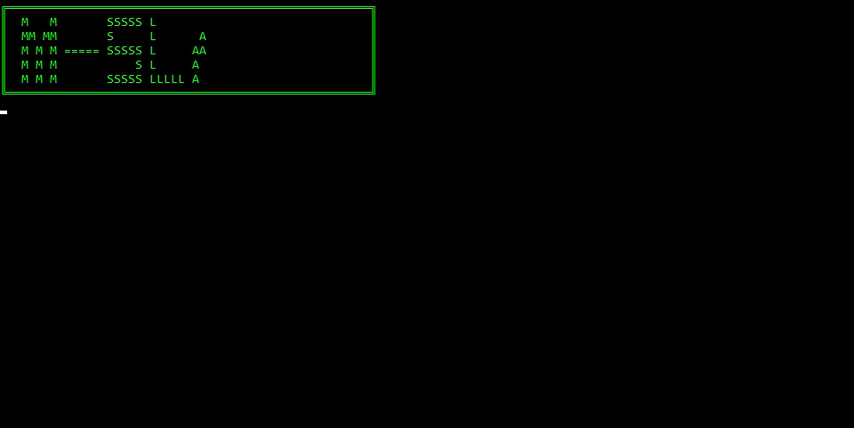 M   M       SSSSS L
MM MM       S     L      A
M M M ===== SSSSS L     AA
M M M           S L     A
M M M       SSSSS LLLLL A